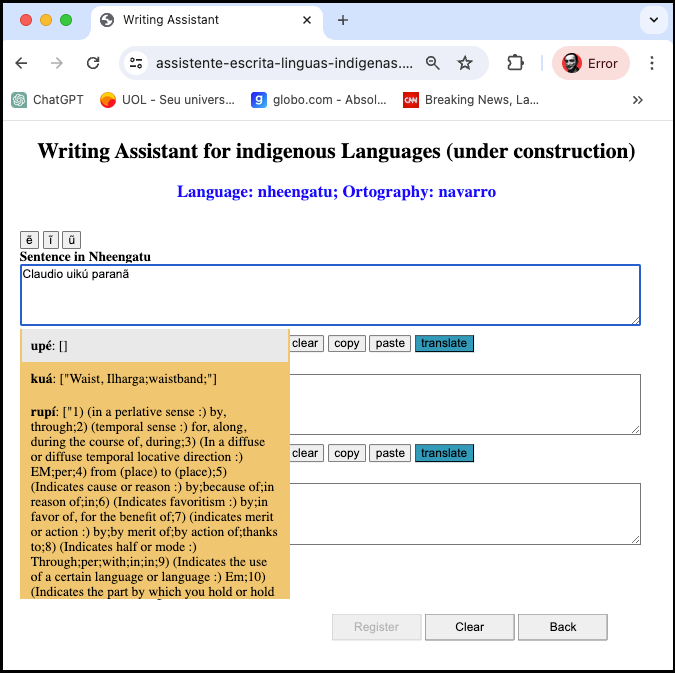 Writing Assistant
assistente-escrita-linguas-indigenas....
Error
ChatGPT
UOL - Seu univers...
globo.com - Absol...
CNN
Breaking News, La...
Writing Assistant for indigenous Languages (under construction)
Language: nheengatu; Ortography: navarro
ẽ ĩ ũ
Sentence in Nheengatu
Claudio uikú paranã
upé: []
clear copy paste translate
kuá: ["Waist, Ilharga;waistband;"]
rupí: ["1) (in a perlative sense :) by,
through;2) (temporal sense :) for, along,
during the course of, during;3) (In a diffuse
or diffuse temporal locative direction :)
EM;per;4) from (place) to (place);5)
(Indicates cause or reason :) by;because of;in
reason of;in;6) (Indicates favoritism :) by;in
favor of, for the benefit of;7) (indicates merit
or action :) by;by merit of;by action of;thanks
to;8) (Indicates half or mode :)
Through;per;with;in;in;9) (Indicates the use
of a certain language or language :) Em;10)
(Indicates the part by which you hold or hold
clear copy paste translate
Register Clear Back